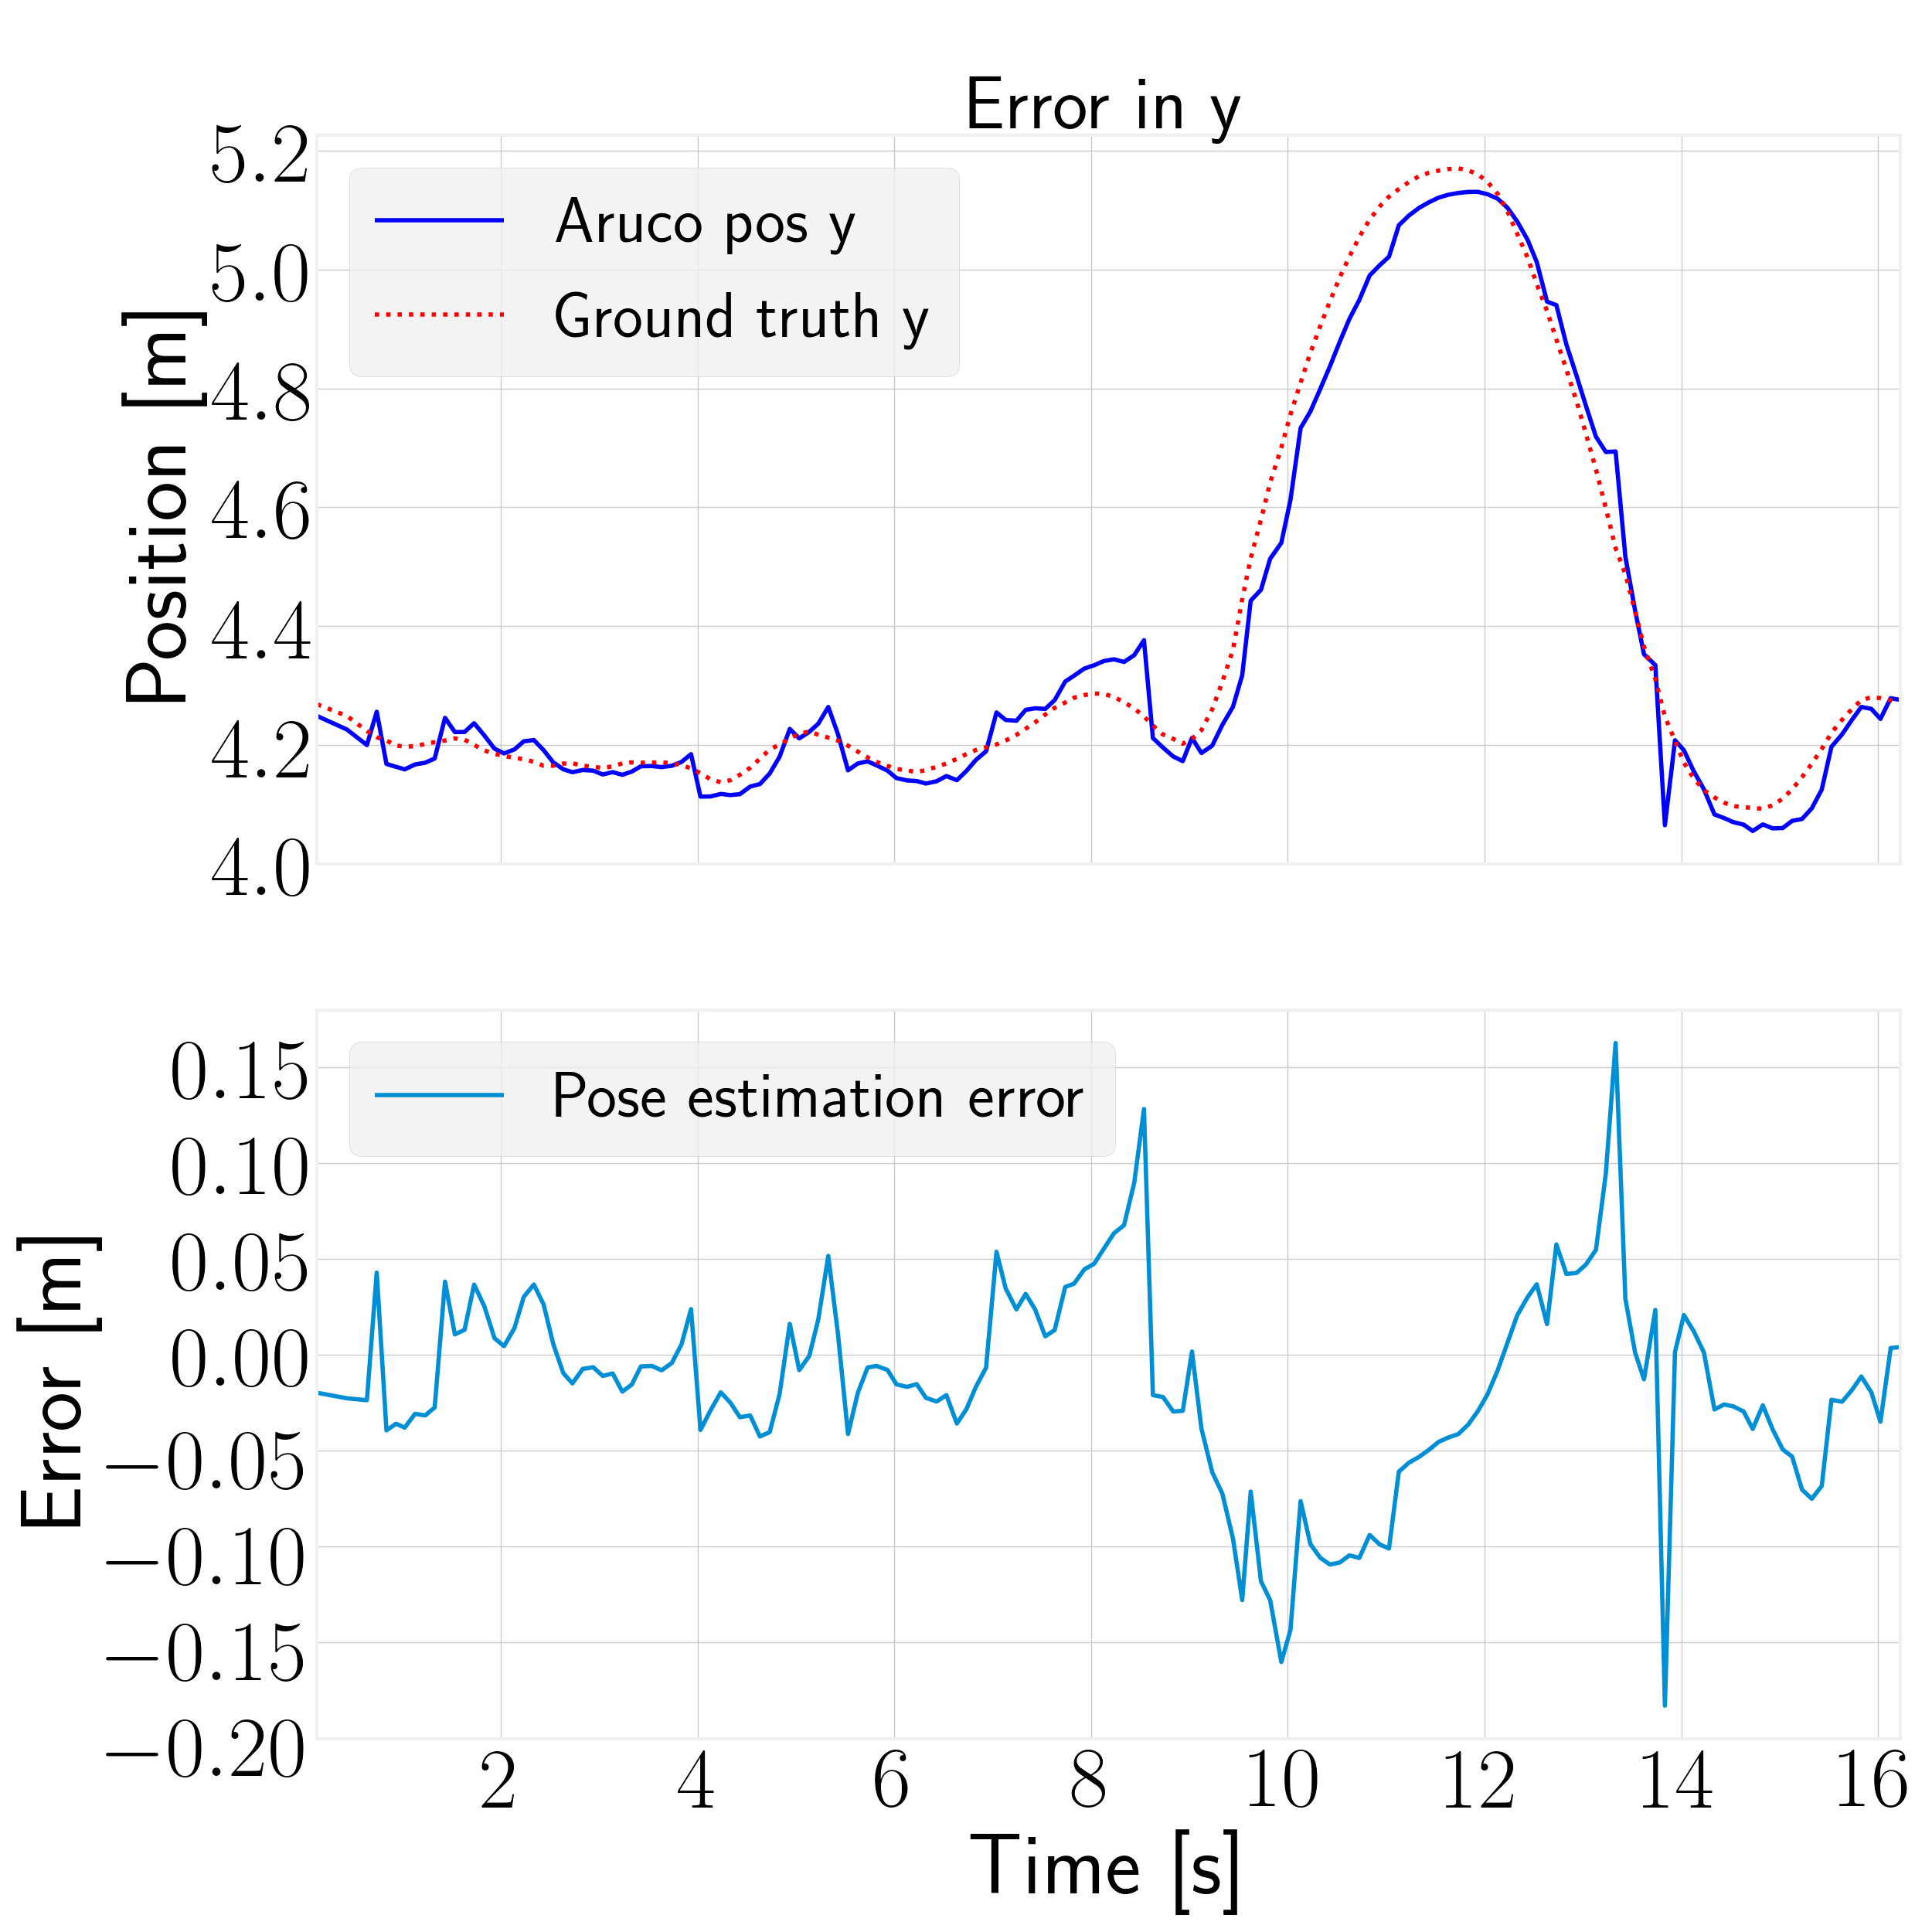 Error in y
Position [m]
5.2
5.0
4.8
4.6
4.4
4.2
4.0
Aruco pos y
Ground truth y
Error [m]
0.15
0.10
0.05
0.00
−0.05
−0.10
−0.15
−0.20
Pose estimation error
2 4 6 8 10 12 14 16
Time [s]